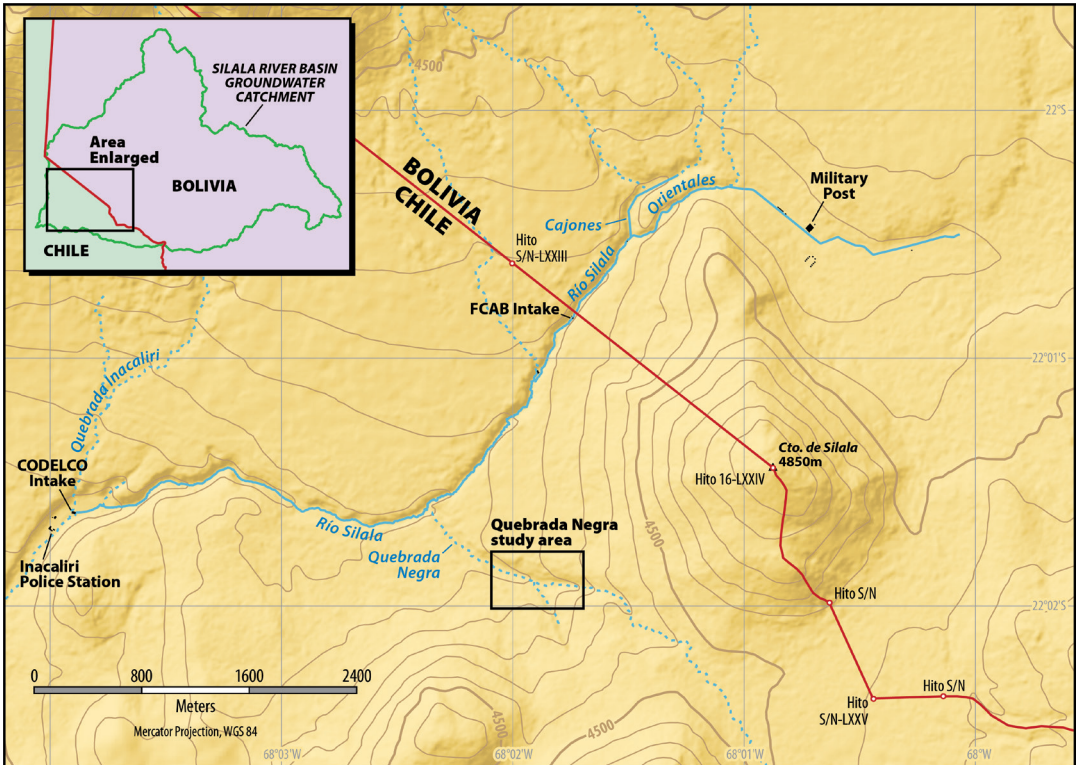 SILALA RIVER BASIN
GROUNDWATER
CATCHMENT
Area
Enlarged
BOLIVIA
CHILE
4500
22°S
BOLIVIA
CHILE
Military
Post
Orientales
Cajones
Hito
S/N-LXXIII
Río Silala
FCAB Intake
22°01'S
Quebrada Inacaliri
Cto. de Silala
4850m
Hito 16-LXXIV
CODELCO
Intake
Río Silala
Quebrada Negra
study area
4500
Quebrada
Negra
Inacaliri
Police Station
Hito S/N
22°02'S
0 800 1600 2400
Meters
Mercator Projection, WGS 84
Hito S/N
Hito
S/N-LXXV
4500
4500
68°03'W
68°02'W
68°01'W
68°W